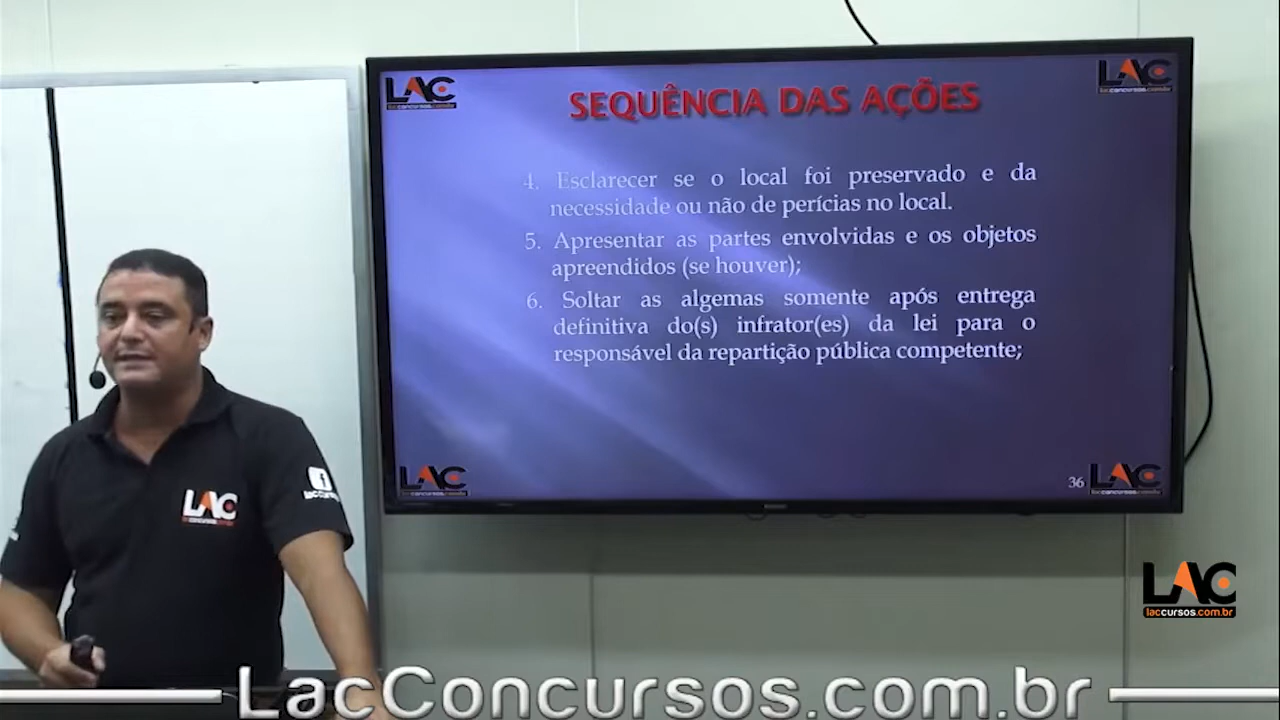 LAC
LAC
SEQUÊNCIA DAS AÇÕES
4. Esclarecer se o local foi preservado e da
necessidade ou não de perícias no local.
5. Apresentar as partes envolvidas e os objetos
apreendidos (se houver);
6. Soltar as algemas somente após entrega
definitiva do(s) infrator(es) da lei para o
responsável da repartição pública competente;
LAC
36
LAC
LAC
LAC
laccursos.com.br
LacConcursos.com.br